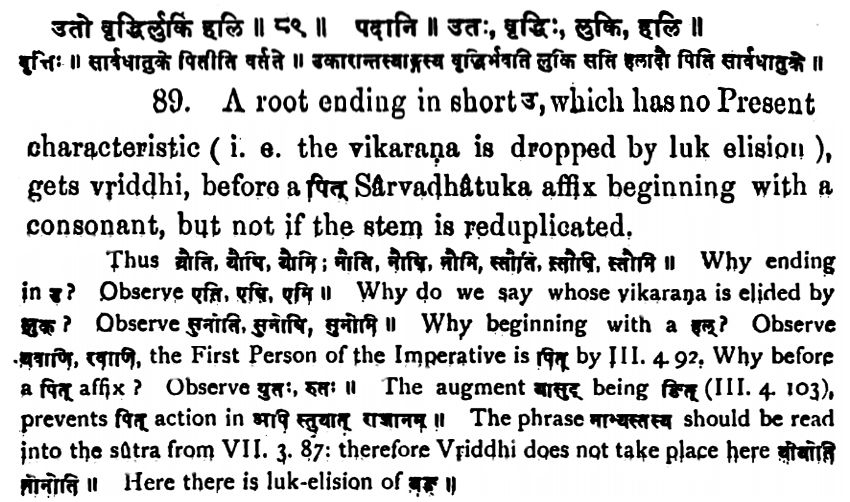 उतो वृद्धिर्लुकि हलि ॥ ८९ ॥ पदानि ॥ उतः, वृद्धिः, लुकि, हलि ॥
वृत्तिः ॥ सार्वधातुके पितीति वर्त्तते ॥ उकारान्तस्याङ्गस्य वृद्धिर्भवति लुकि सति हलादौ पिति सार्वधातुके ॥
89. A root ending in short उ, which has no Present
characteristic ( i. e. the vikaraṇa is dropped by luk elision ),
gets vṛiddhi, before a पित् Sârvadhâtuka affix beginning with a
consonant, but not if the stem is reduplicated.
Thus यौति, यौषि, यौमि ; नौति, नौषि, नौमि, स्तौति, स्तौषि, स्तौमि ॥ Why ending
in उ? Observe एति, एषि, एमि ॥ Why do we say whose vikaraṇa is elided by
लुक् ? Observe सुनोति, सुनोषि, सुनोमि ॥ Why beginning with a हल्? Observe
यवाणि, रवाणि, the First Person of the Imperative is पित् by III. 4. 92. Why before
a पित् affix ? Observe युतः, रुतः ॥ The augment यासुट् being ङित् (III. 4. 103),
prevents पित् action in अपि स्तुयात् राजानम् ॥ The phrase नाभ्यस्तस्य should be read
into the sûtra from VII. 3. 87: therefore Vṛiddhi does not take place here योयोति
नोनोति ॥ Here there is luk-elision of यङ् ॥